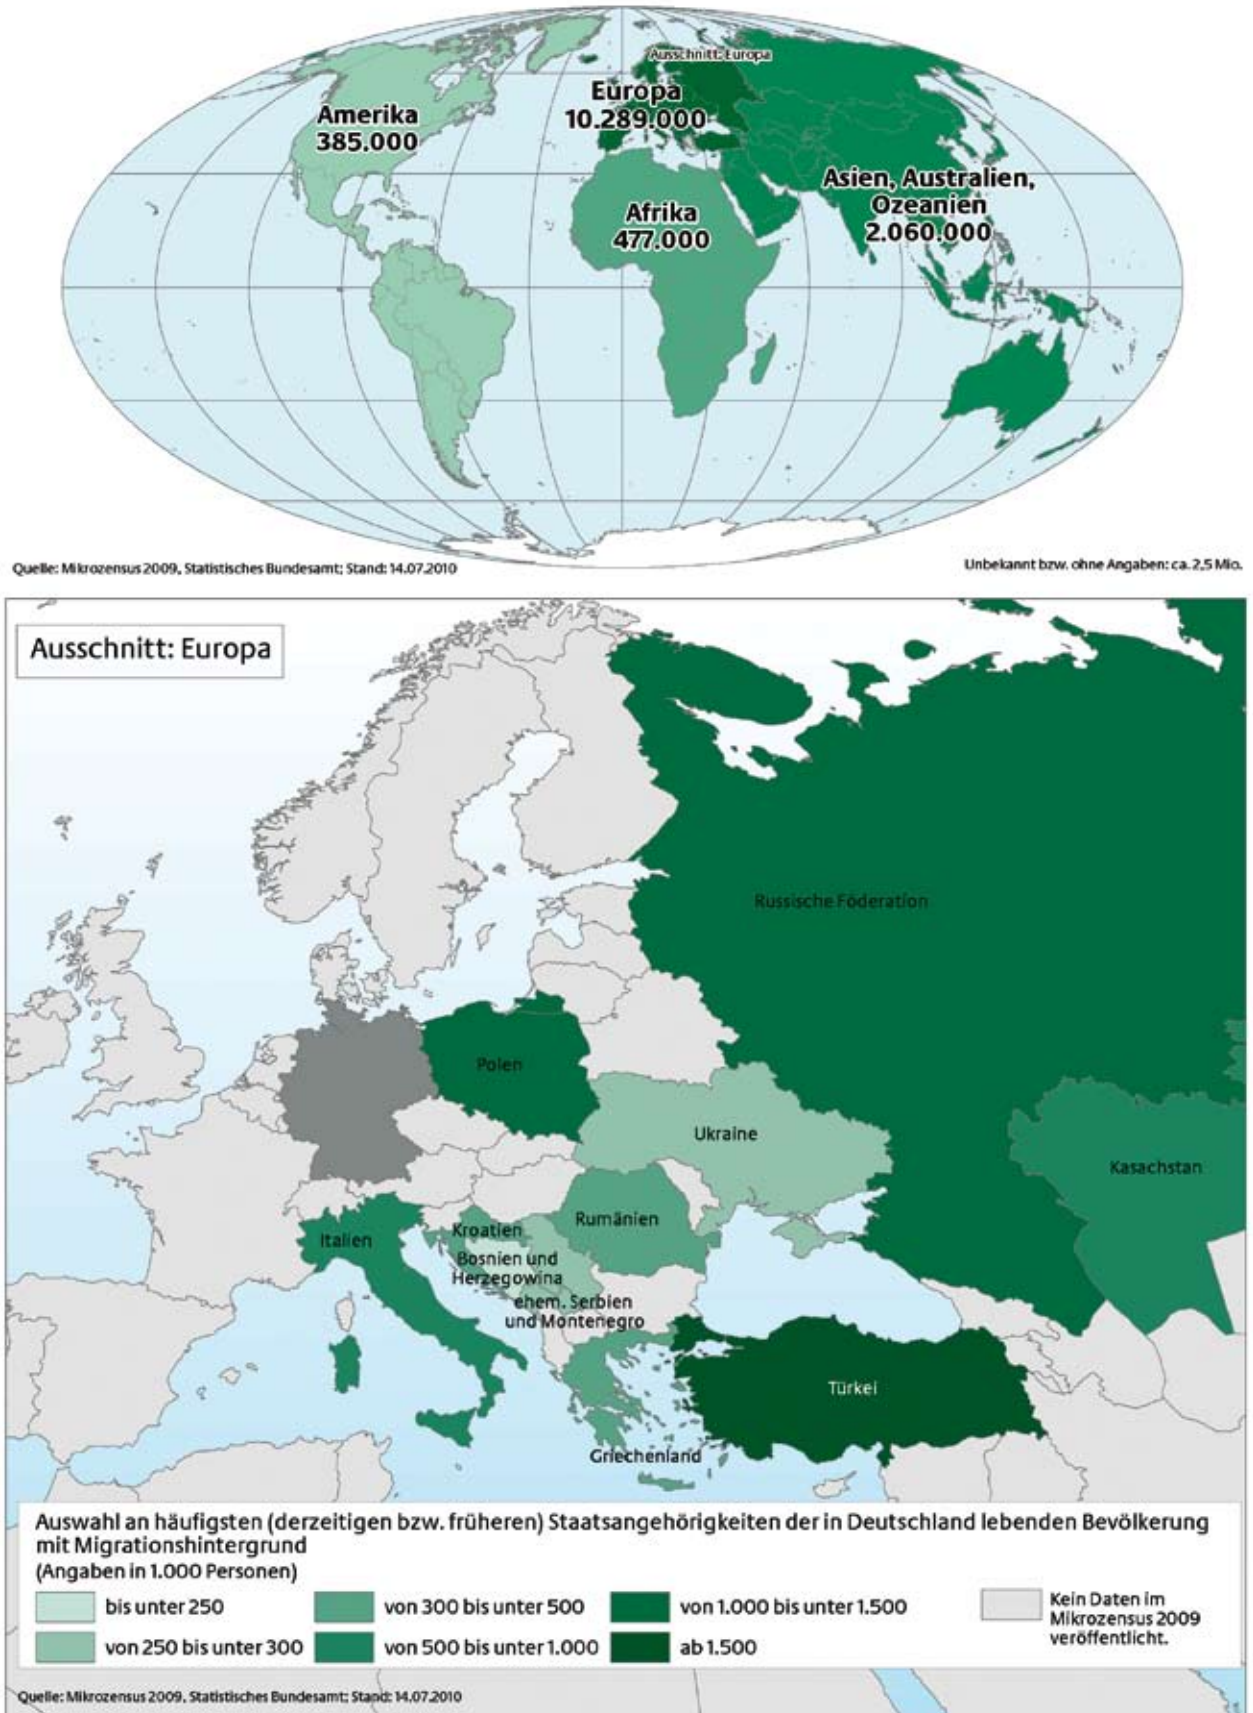 Ausschnitt: Europa
Amerika
385.000
Europa
10.289.000
Asien, Australien,
Ozeanien
2.060.000
Afrika
477.000
Quelle: Mikrozensus 2009, Statistisches Bundesamt; Stand: 14.07.2010
Unbekannt bzw. ohne Angaben: ca. 2,5 Mio.
Ausschnitt: Europa
Russische Föderation
Polen
Ukraine
Kasachstan
Rumänien
Kroatien
Italien
Bosnien und
Herzegowina
ehem. Serbien
und Montenegro
Türkei
Griechenland
Auswahl an häufigsten (derzeitigen bzw. früheren) Staatsangehörigkeiten der in Deutschland lebenden Bevölkerung
mit Migrationshintergrund
(Angaben in 1.000 Personen)
bis unter 250
von 250 bis unter 300
von 300 bis unter 500
von 500 bis unter 1.000
von 1.000 bis unter 1.500
ab 1.500
Kein Daten im
Mikrozensus 2009
veröffentlicht.
Quelle: Mikrozensus 2009, Statistisches Bundesamt; Stand: 14.07.2010